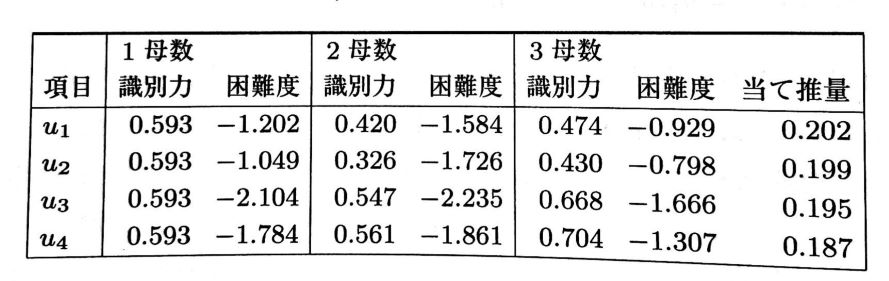 1 母数 2 母数 3 母数
項目 識別力 困難度 識別力 困難度 識別力 困難度 当て推量
u1 0.593 −1.202 0.420 −1.584 0.474 −0.929 0.202
u2 0.593 −1.049 0.326 −1.726 0.430 −0.798 0.199
u3 0.593 −2.104 0.547 −2.235 0.668 −1.666 0.195
u4 0.593 −1.784 0.561 −1.861 0.704 −1.307 0.187